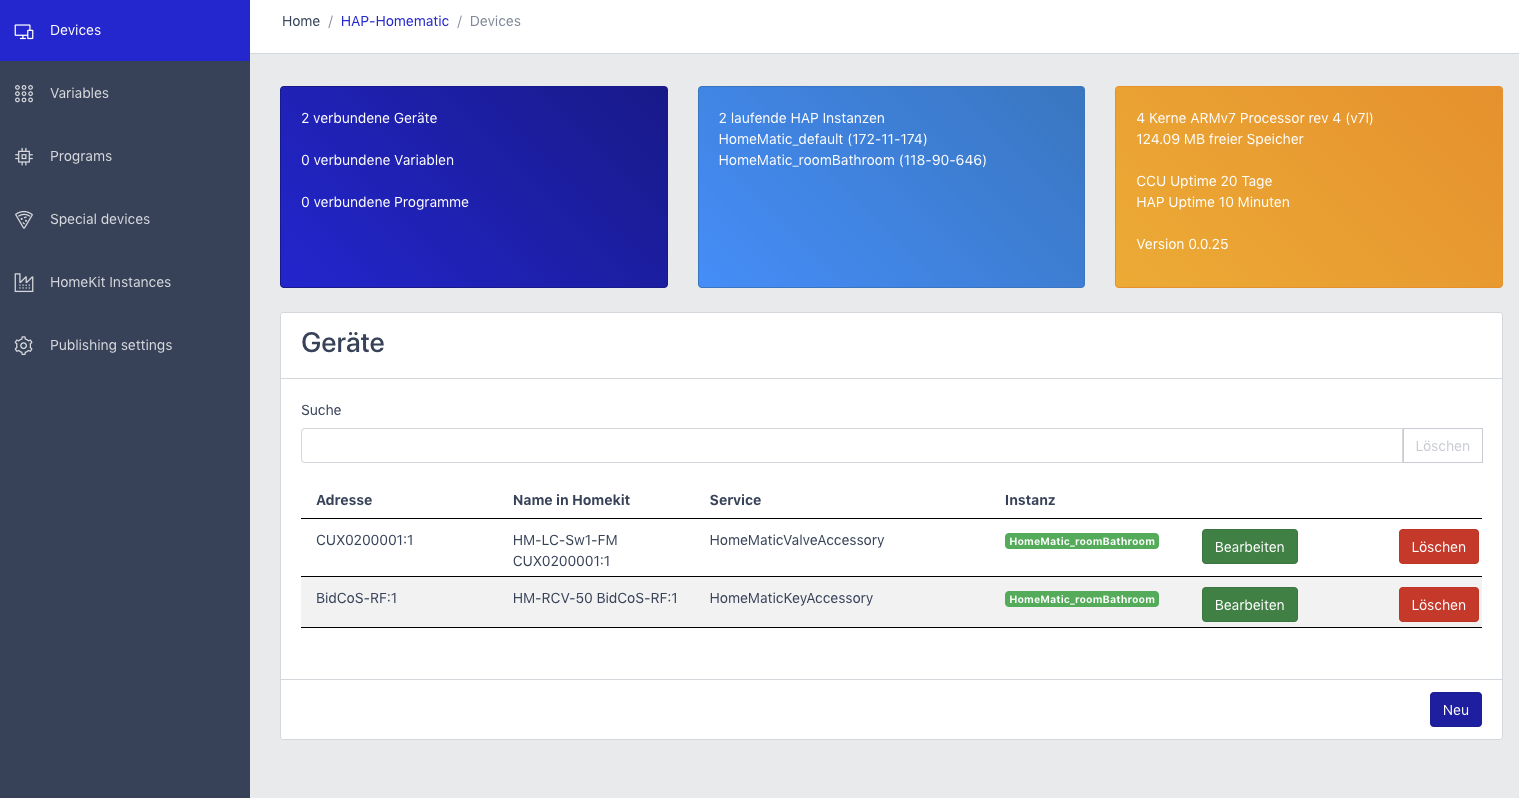 Devices
Variables
Programs
Special devices
HomeKit Instances
Publishing settings
Home / HAP-Homematic / Devices
2 verbundene Geräte
0 verbundene Variablen
0 verbundene Programme
2 laufende HAP Instanzen
HomeMatic_default (172-11-174)
HomeMatic_roomBathroom (118-90-646)
4 Kerne ARMv7 Processor rev 4 (v7l)
124.09 MB freier Speicher
CCU Uptime 20 Tage
HAP Uptime 10 Minuten
Version 0.0.25
Geräte
Suche
Löschen
Adresse Name in Homekit Service Instanz
CUX0200001:1 HM-LC-Sw1-FM HomeMaticValveAccessory HomeMatic_roomBathroom Bearbeiten Löschen
CUX0200001:1
BidCoS-RF:1 HM-RCV-50 BidCoS-RF:1 HomeMaticKeyAccessory HomeMatic_roomBathroom Bearbeiten Löschen
Neu